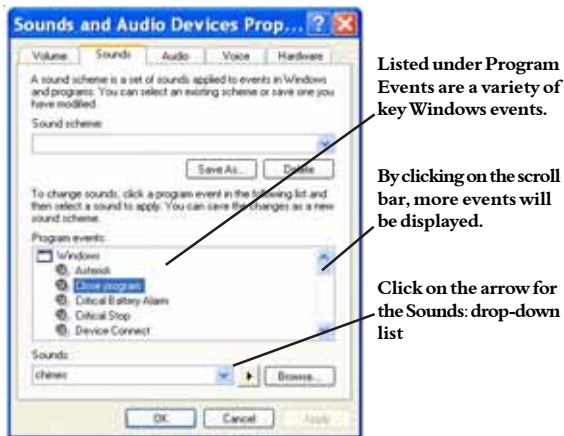 Sounds and Audio Devices Prop...
Volume Sounds Audio Voice Hardware
A sound scheme is a set of sounds applied to events in Windows
and programs. You can select an existing scheme or save one you
have modified.
Sound scheme:
Save As... Delete
To change sounds, click a program event in the following list and
then select a sound to apply. You can save the changes as a new
sound scheme.
Program events:
Windows
Asterisk
Close program
Critical Battery Alarm
Critical Stop
Device Connect
Sounds:
chimes
Browse...
OK Cancel Apply
Listed under Program
Events are a variety of
key Windows events.
By clicking on the scroll
bar, more events will
be displayed.
Click on the arrow for
the Sounds: drop-down
list